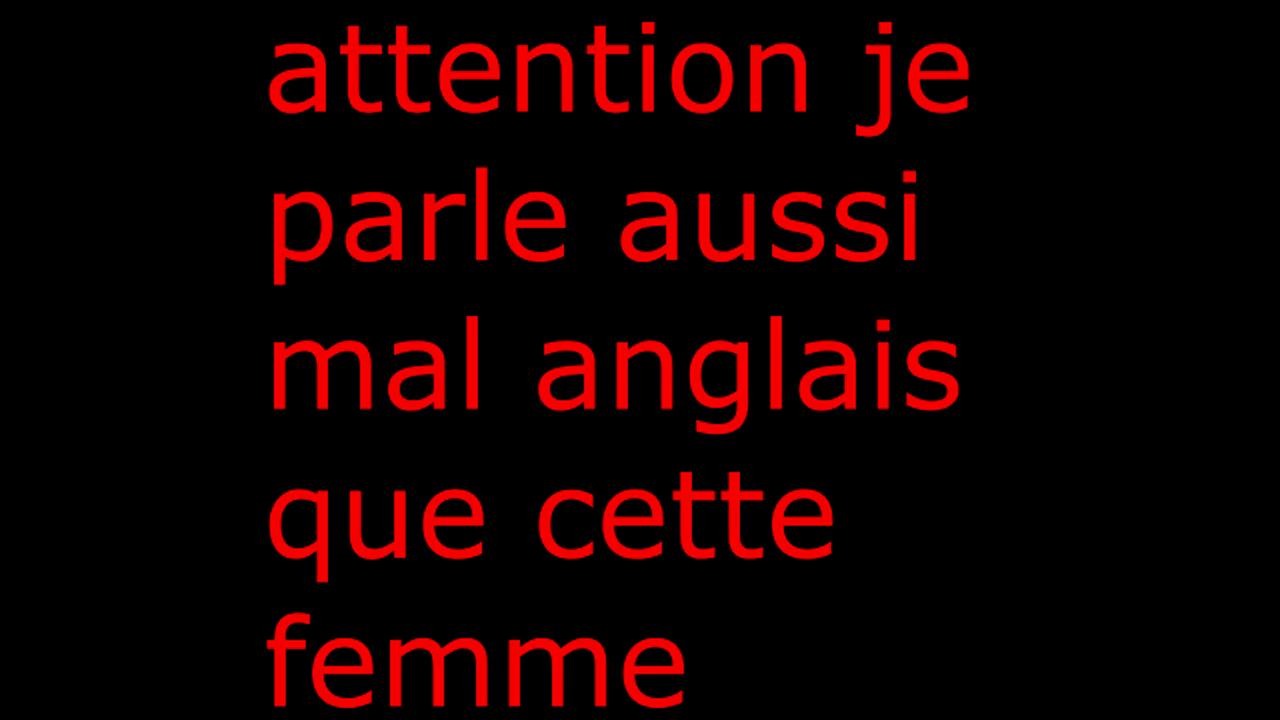 attention je
parle aussi
mal anglais
que cette
femme